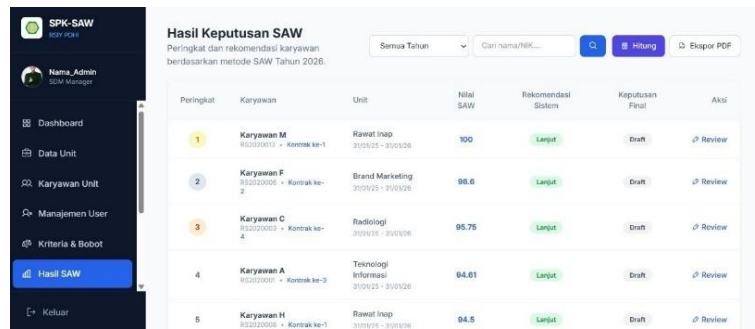 SPK-SAW
RSIY PDHI
Nama_Admin
SDM Manager
Dashboard
Data Unit
Karyawan Unit
Manajemen User
Kriteria & Bobot
Hasil SAW
Keluar
Hasil Keputusan SAW
Peringkat dan rekomendasi karyawan
berdasarkan metode SAW Tahun 2026.
Semua Tahun
Cari nama/NIK...
Hitung
Ekspor PDF
Peringkat Karyawan Unit Nilai SAW Rekomendasi Sistem Keputusan Final Aksi
1 Karyawan M Rawat Inap 100 Lanjut Draft Review
RS2020013 • Kontrak ke-1 31/01/25 - 31/01/26
2 Karyawan F Brand Marketing 96.6 Lanjut Draft Review
RS2020006 • Kontrak ke-2 31/01/25 - 31/01/26
3 Karyawan C Radiologi 95.75 Lanjut Draft Review
RS2020003 • Kontrak ke-4 31/01/25 - 31/01/26
4 Karyawan A Teknologi Informasi 94.61 Lanjut Draft Review
RS2020001 • Kontrak ke-3 31/01/25 - 31/01/26
5 Karyawan H Rawat Inap 94.5 Lanjut Draft Review
RS2020008 • Kontrak ke-1 31/01/25 - 31/01/26